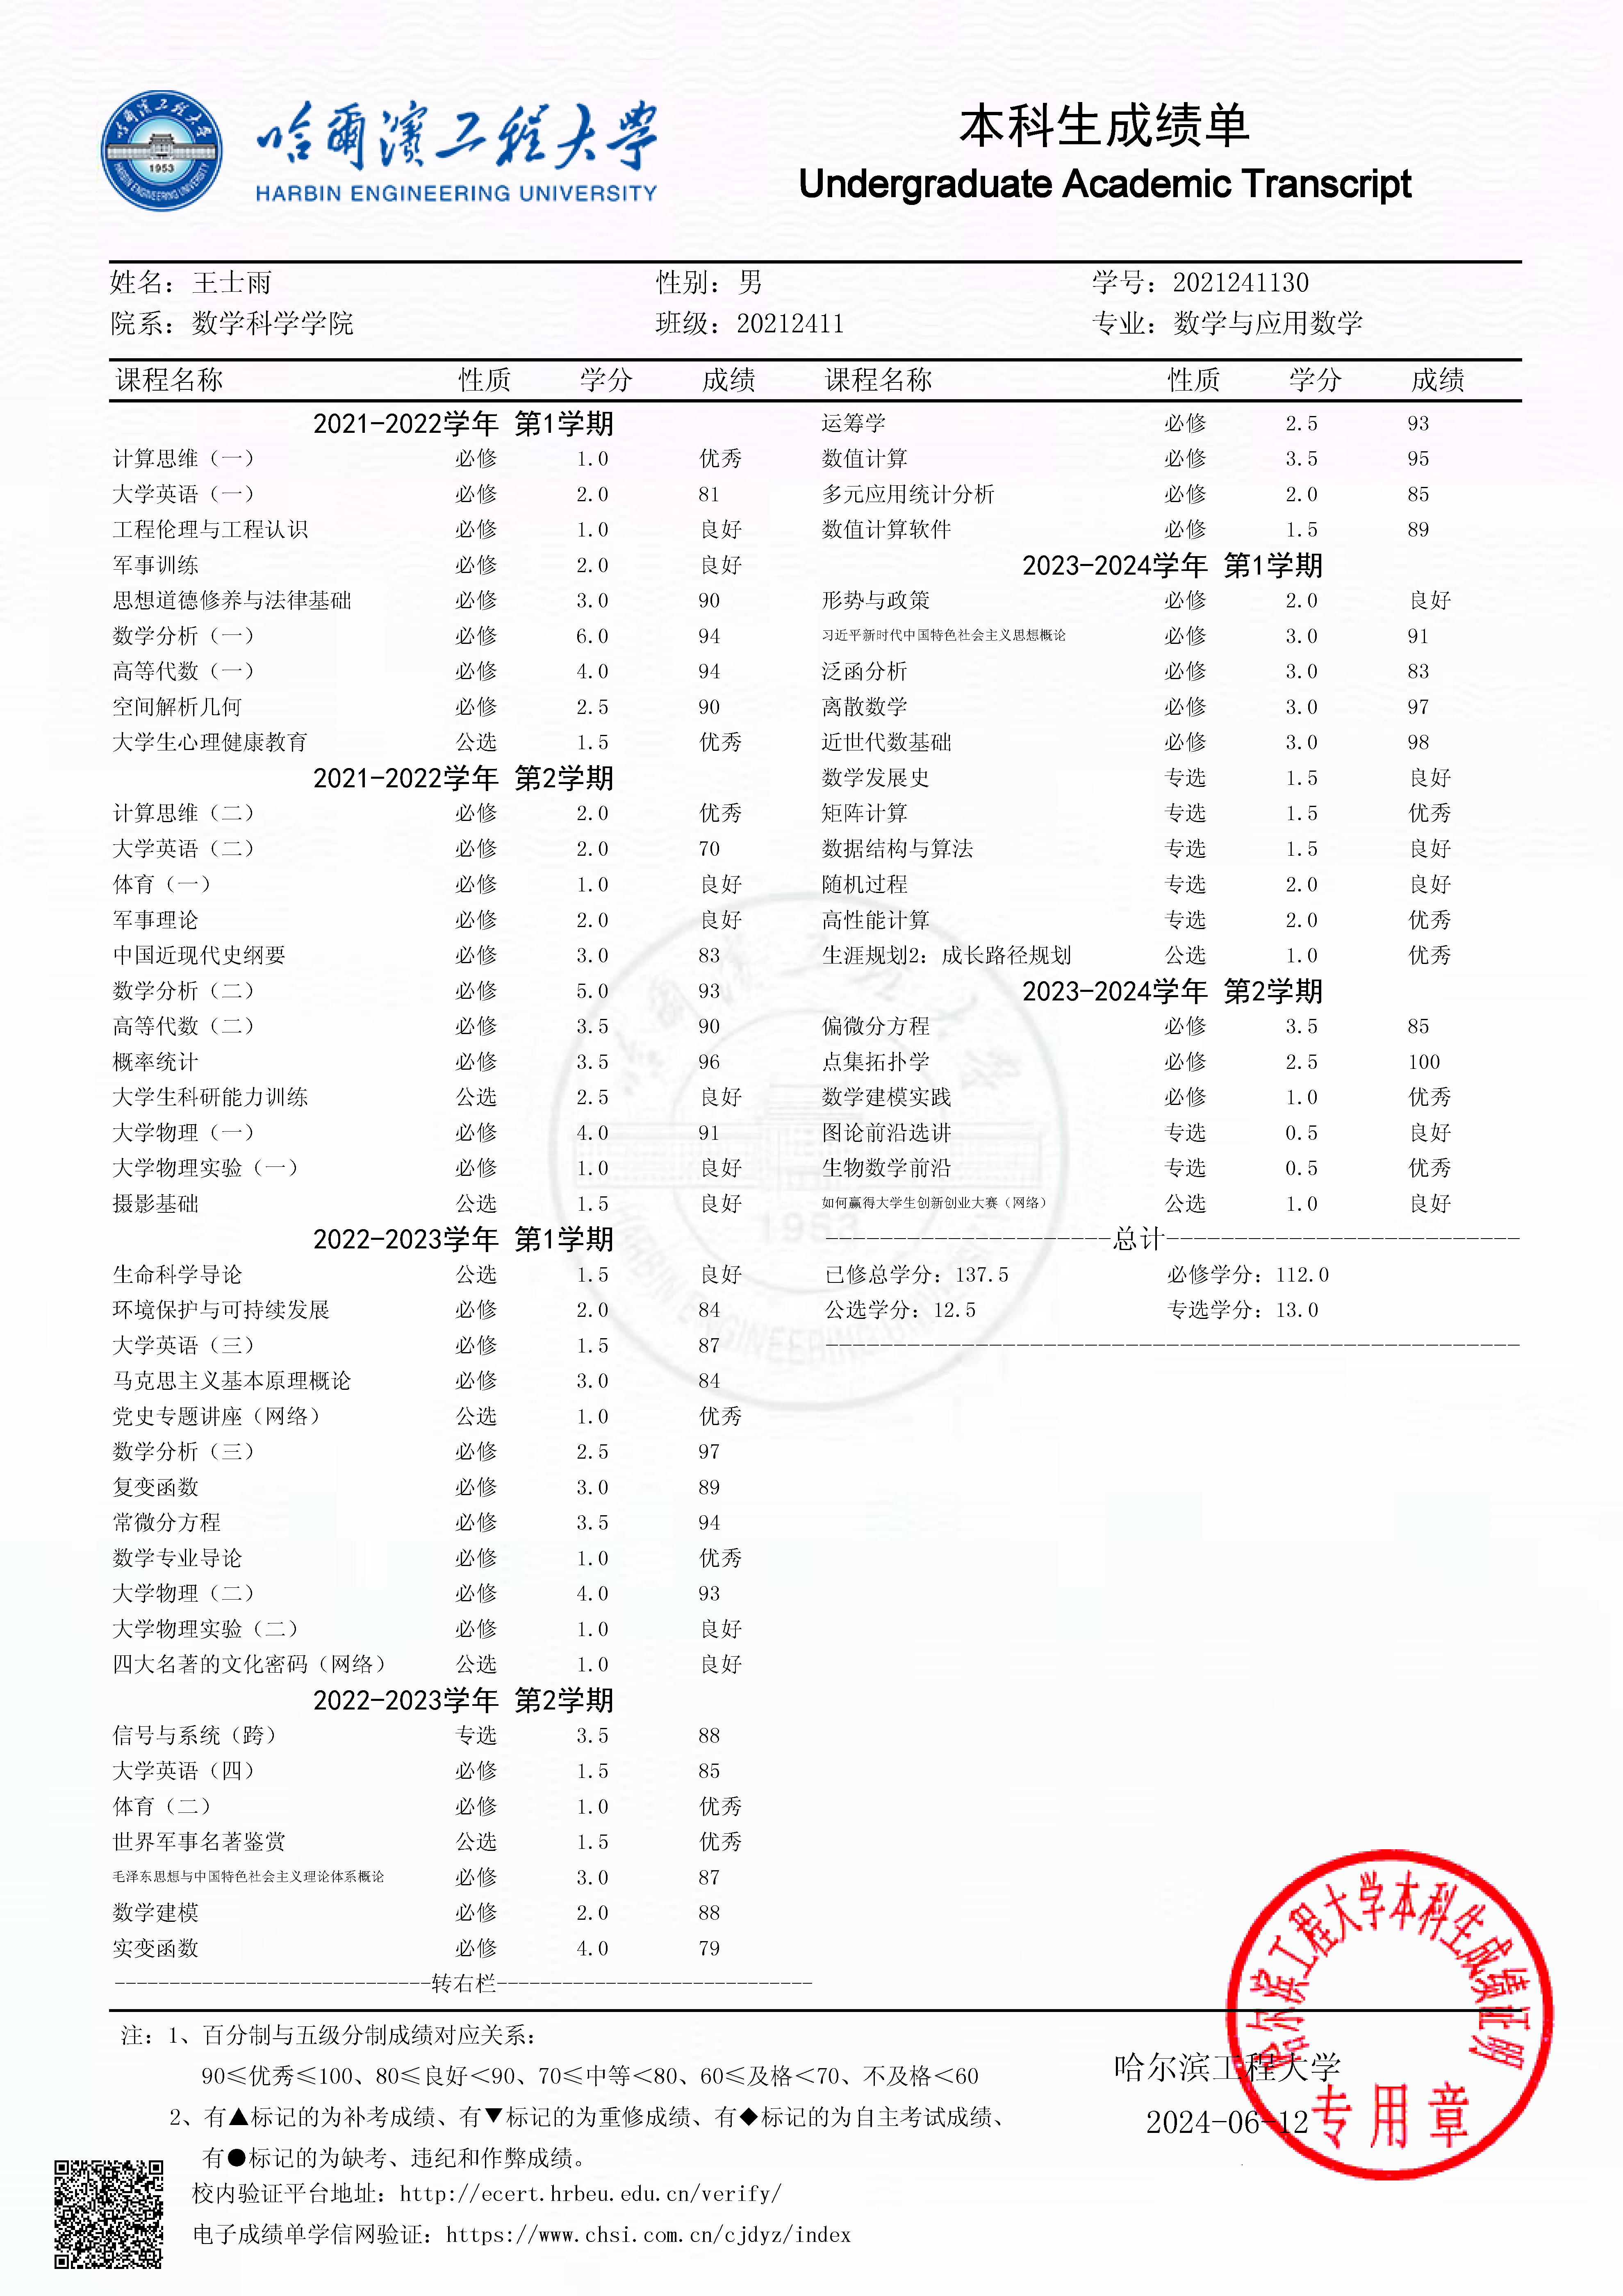 哈爾濱工程大學
HARBIN ENGINEERING UNIVERSITY
1953
本科生成绩单
Undergraduate Academic Transcript
姓名：王士雨 性别：男 学号：2021241130
院系：数学科学学院 班级：20212411 专业：数学与应用数学
课程名称 性质 学分 成绩 课程名称 性质 学分 成绩
2021-2022学年 第1学期
计算思维（一） 必修 1.0 优秀
大学英语（一） 必修 2.0 81
工程伦理与工程认识 必修 1.0 良好
军事训练 必修 2.0 良好
思想道德修养与法律基础 必修 3.0 90
数学分析（一） 必修 6.0 94
高等代数（一） 必修 4.0 94
空间解析几何 必修 2.5 90
大学生心理健康教育 公选 1.5 优秀
2021-2022学年 第2学期
计算思维（二） 必修 2.0 优秀
大学英语（二） 必修 2.0 70
体育（一） 必修 1.0 良好
军事理论 必修 2.0 良好
中国近现代史纲要 必修 3.0 83
数学分析（二） 必修 5.0 93
高等代数（二） 必修 3.5 90
概率统计 必修 3.5 96
大学生科研能力训练 公选 2.5 良好
大学物理（一） 必修 4.0 91
大学物理实验（一） 必修 1.0 良好
摄影基础 公选 1.5 良好
2022-2023学年 第1学期
生命科学导论 公选 1.5 良好
环境保护与可持续发展 必修 2.0 84
大学英语（三） 必修 1.5 87
马克思主义基本原理概论 必修 3.0 84
党史专题讲座（网络） 公选 1.0 优秀
数学分析（三） 必修 2.5 97
复变函数 必修 3.0 89
常微分方程 必修 3.5 94
数学专业导论 必修 1.0 优秀
大学物理（二） 必修 4.0 93
大学物理实验（二） 必修 1.0 良好
四大名著的文化密码（网络） 公选 1.0 良好
2022-2023学年 第2学期
信号与系统（跨） 专选 3.5 88
大学英语（四） 必修 1.5 85
体育（二） 必修 1.0 优秀
世界军事名著鉴赏 公选 1.5 优秀
毛泽东思想与中国特色社会主义理论体系概论 必修 3.0 87
数学建模 必修 2.0 88
实变函数 必修 4.0 79
-----------------------------转右栏-----------------------------
运筹学 必修 2.5 93
数值计算 必修 3.5 95
多元应用统计分析 必修 2.0 85
数值计算软件 必修 1.5 89
2023-2024学年 第1学期
形势与政策 必修 2.0 良好
习近平新时代中国特色社会主义思想概论 必修 3.0 91
泛函分析 必修 3.0 83
离散数学 必修 3.0 97
近世代数基础 必修 3.0 98
数学发展史 专选 1.5 良好
矩阵计算 专选 1.5 优秀
数据结构与算法 专选 1.5 良好
随机过程 专选 2.0 良好
高性能计算 专选 2.0 优秀
生涯规划2：成长路径规划 公选 1.0 优秀
2023-2024学年 第2学期
偏微分方程 必修 3.5 85
点集拓扑学 必修 2.5 100
数学建模实践 必修 1.0 优秀
图论前沿选讲 专选 0.5 良好
生物数学前沿 专选 0.5 优秀
如何赢得大学生创新创业大赛（网络） 公选 1.0 良好
--------------------------总计--------------------------------
已修总学分：137.5 必修学分：112.0
公选学分：12.5 专选学分：13.0
注：1、百分制与五级分制成绩对应关系：
90≤优秀≤100、80≤良好＜90、70≤中等＜80、60≤及格＜70、不及格＜60
2、有▲标记的为补考成绩、有▼标记的为重修成绩、有◆标记的为自主考试成绩、
有●标记的为缺考、违纪和作弊成绩。
校内验证平台地址：http://ecert.hrbeu.edu.cn/verify/
电子成绩单学信网验证：https://www.chsi.com.cn/cjdyz/index
哈尔滨工程大学
2024-06-12
哈尔滨工程大学本科生成绩证明
专用章